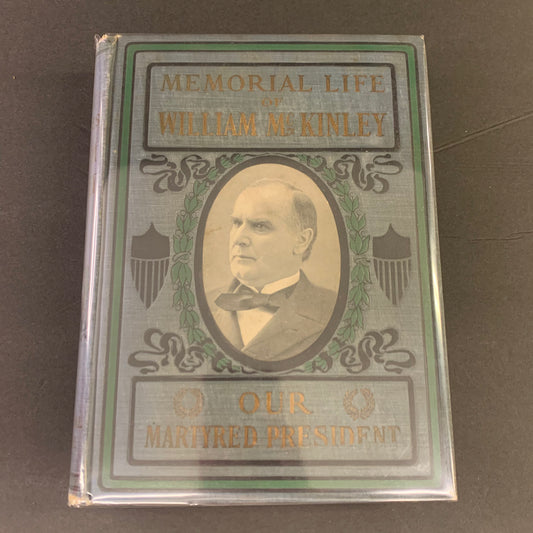 MEMORIAL LIFE
OF
WILLIAM MCKINLEY
OUR
MARTYRED PRESIDENT